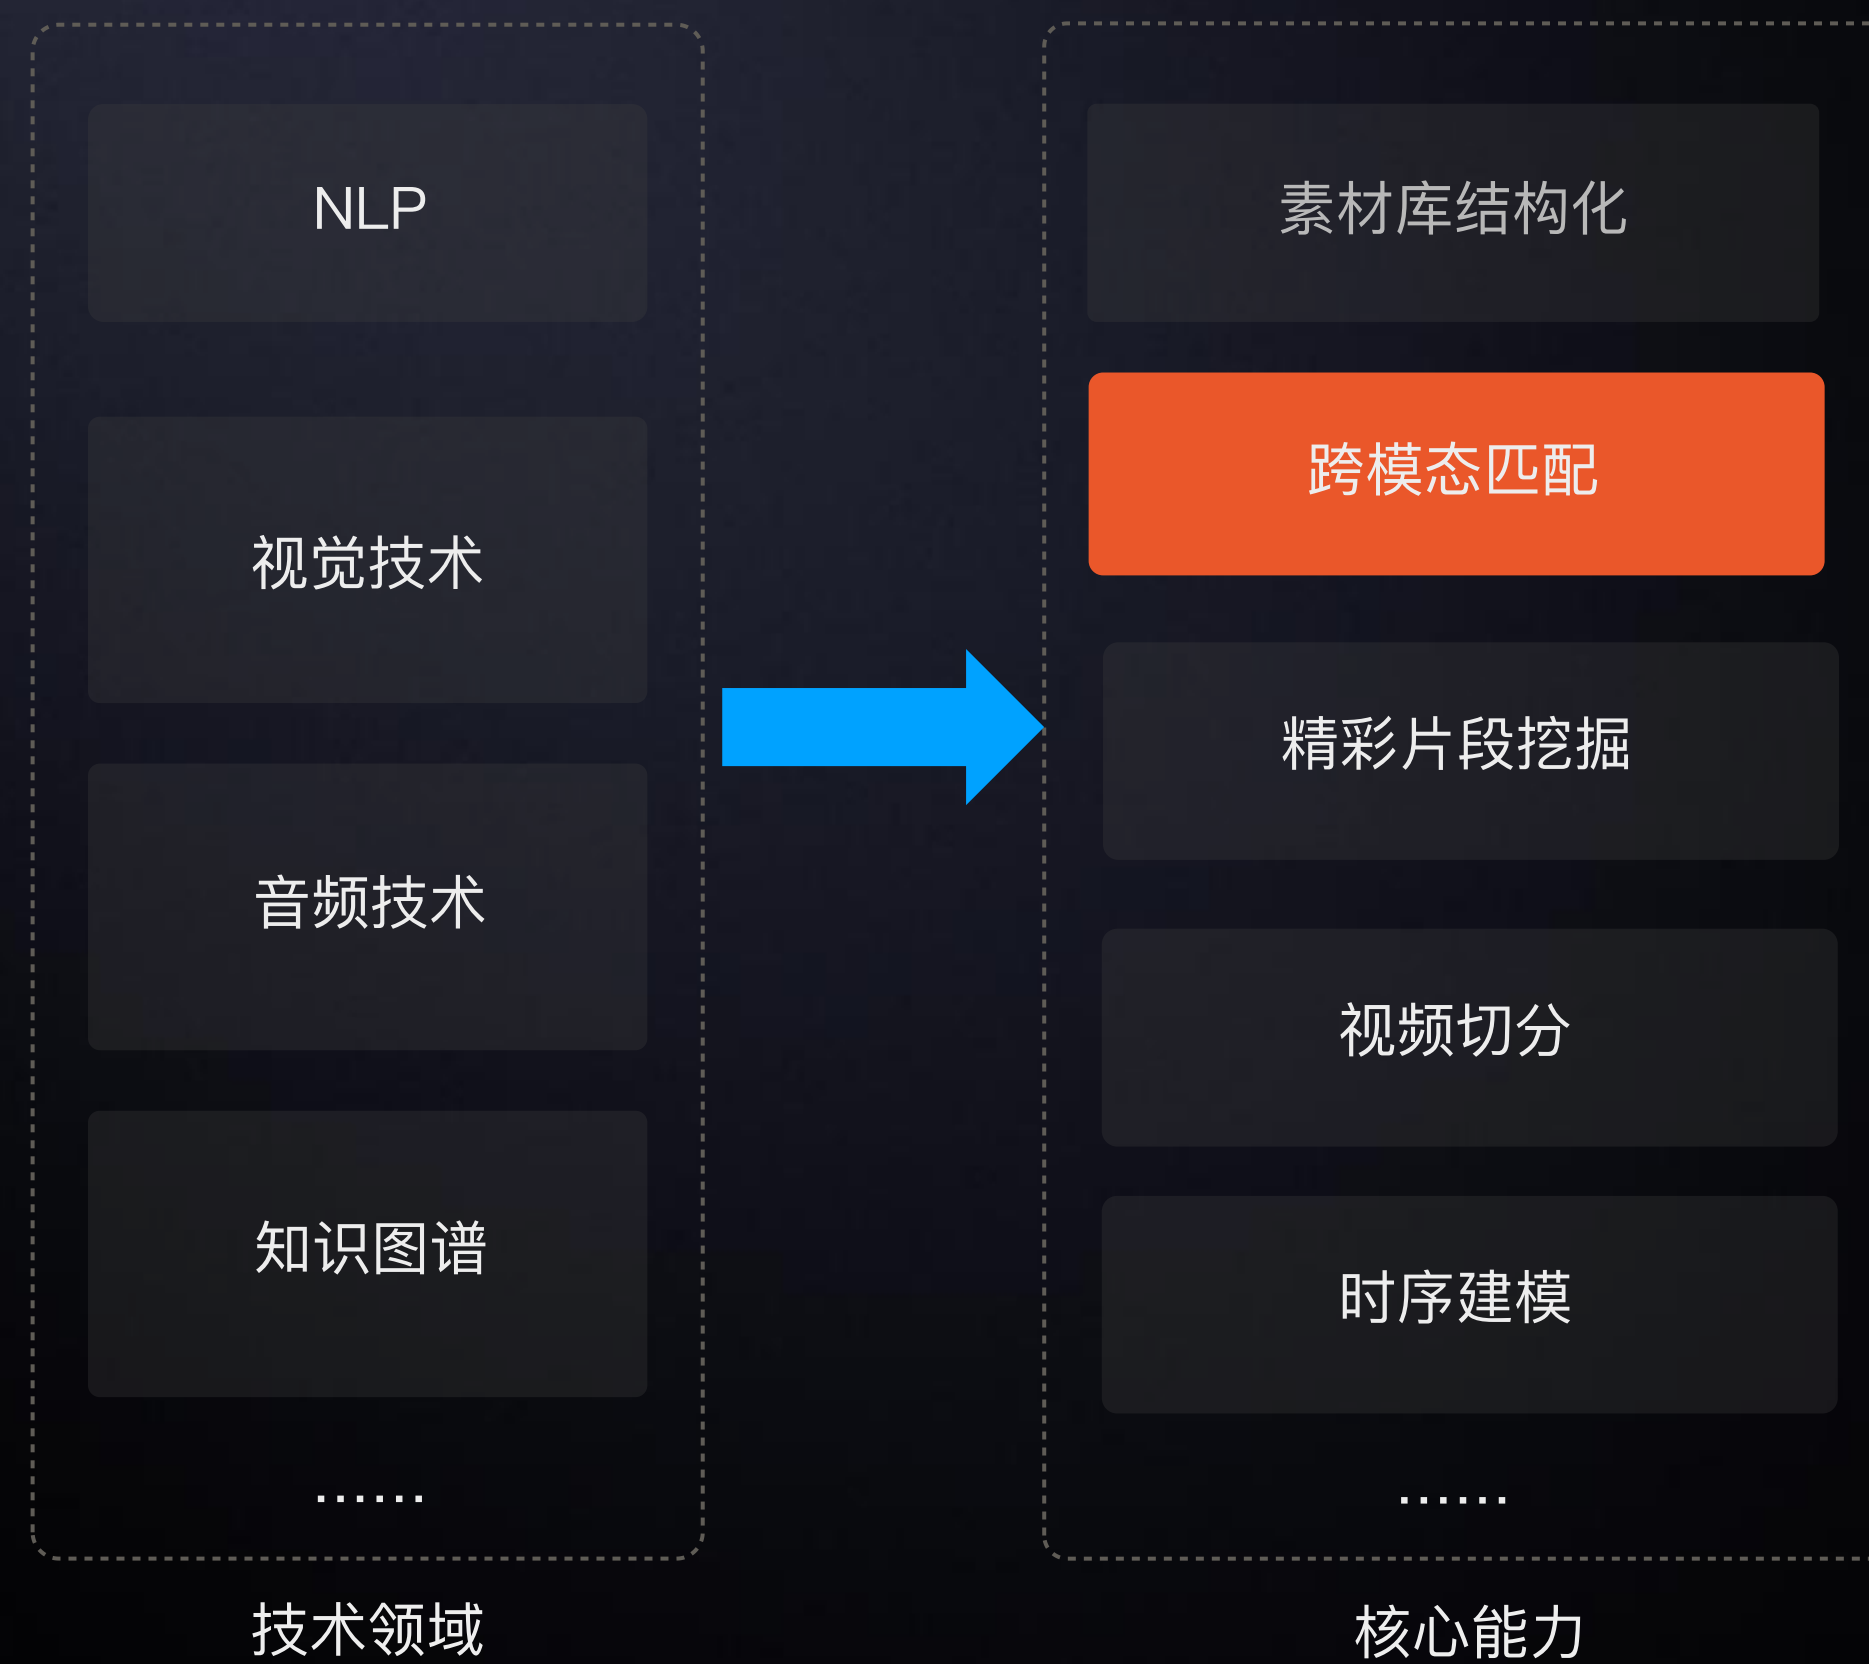 NLP
视觉技术
音频技术
知识图谱
......
技术领域
素材库结构化
跨模态匹配
精彩片段挖掘
视频切分
时序建模
......
核心能力